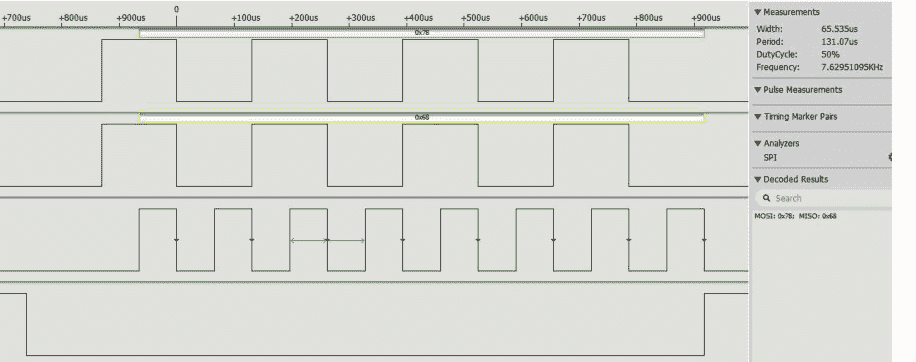 0
+700us +800us +900us +100us +200us +300us +400us +500us +600us +700us +800us +900us
0x78
0x68
Measurements
Width: 65.535us
Period: 131.07us
DutyCycle: 50%
Frequency: 7.62951095KHz
Pulse Measurements
Timing Marker Pairs
Analyzers
SPI
Decoded Results
Search
MOSI: 0x78; MISO: 0x68